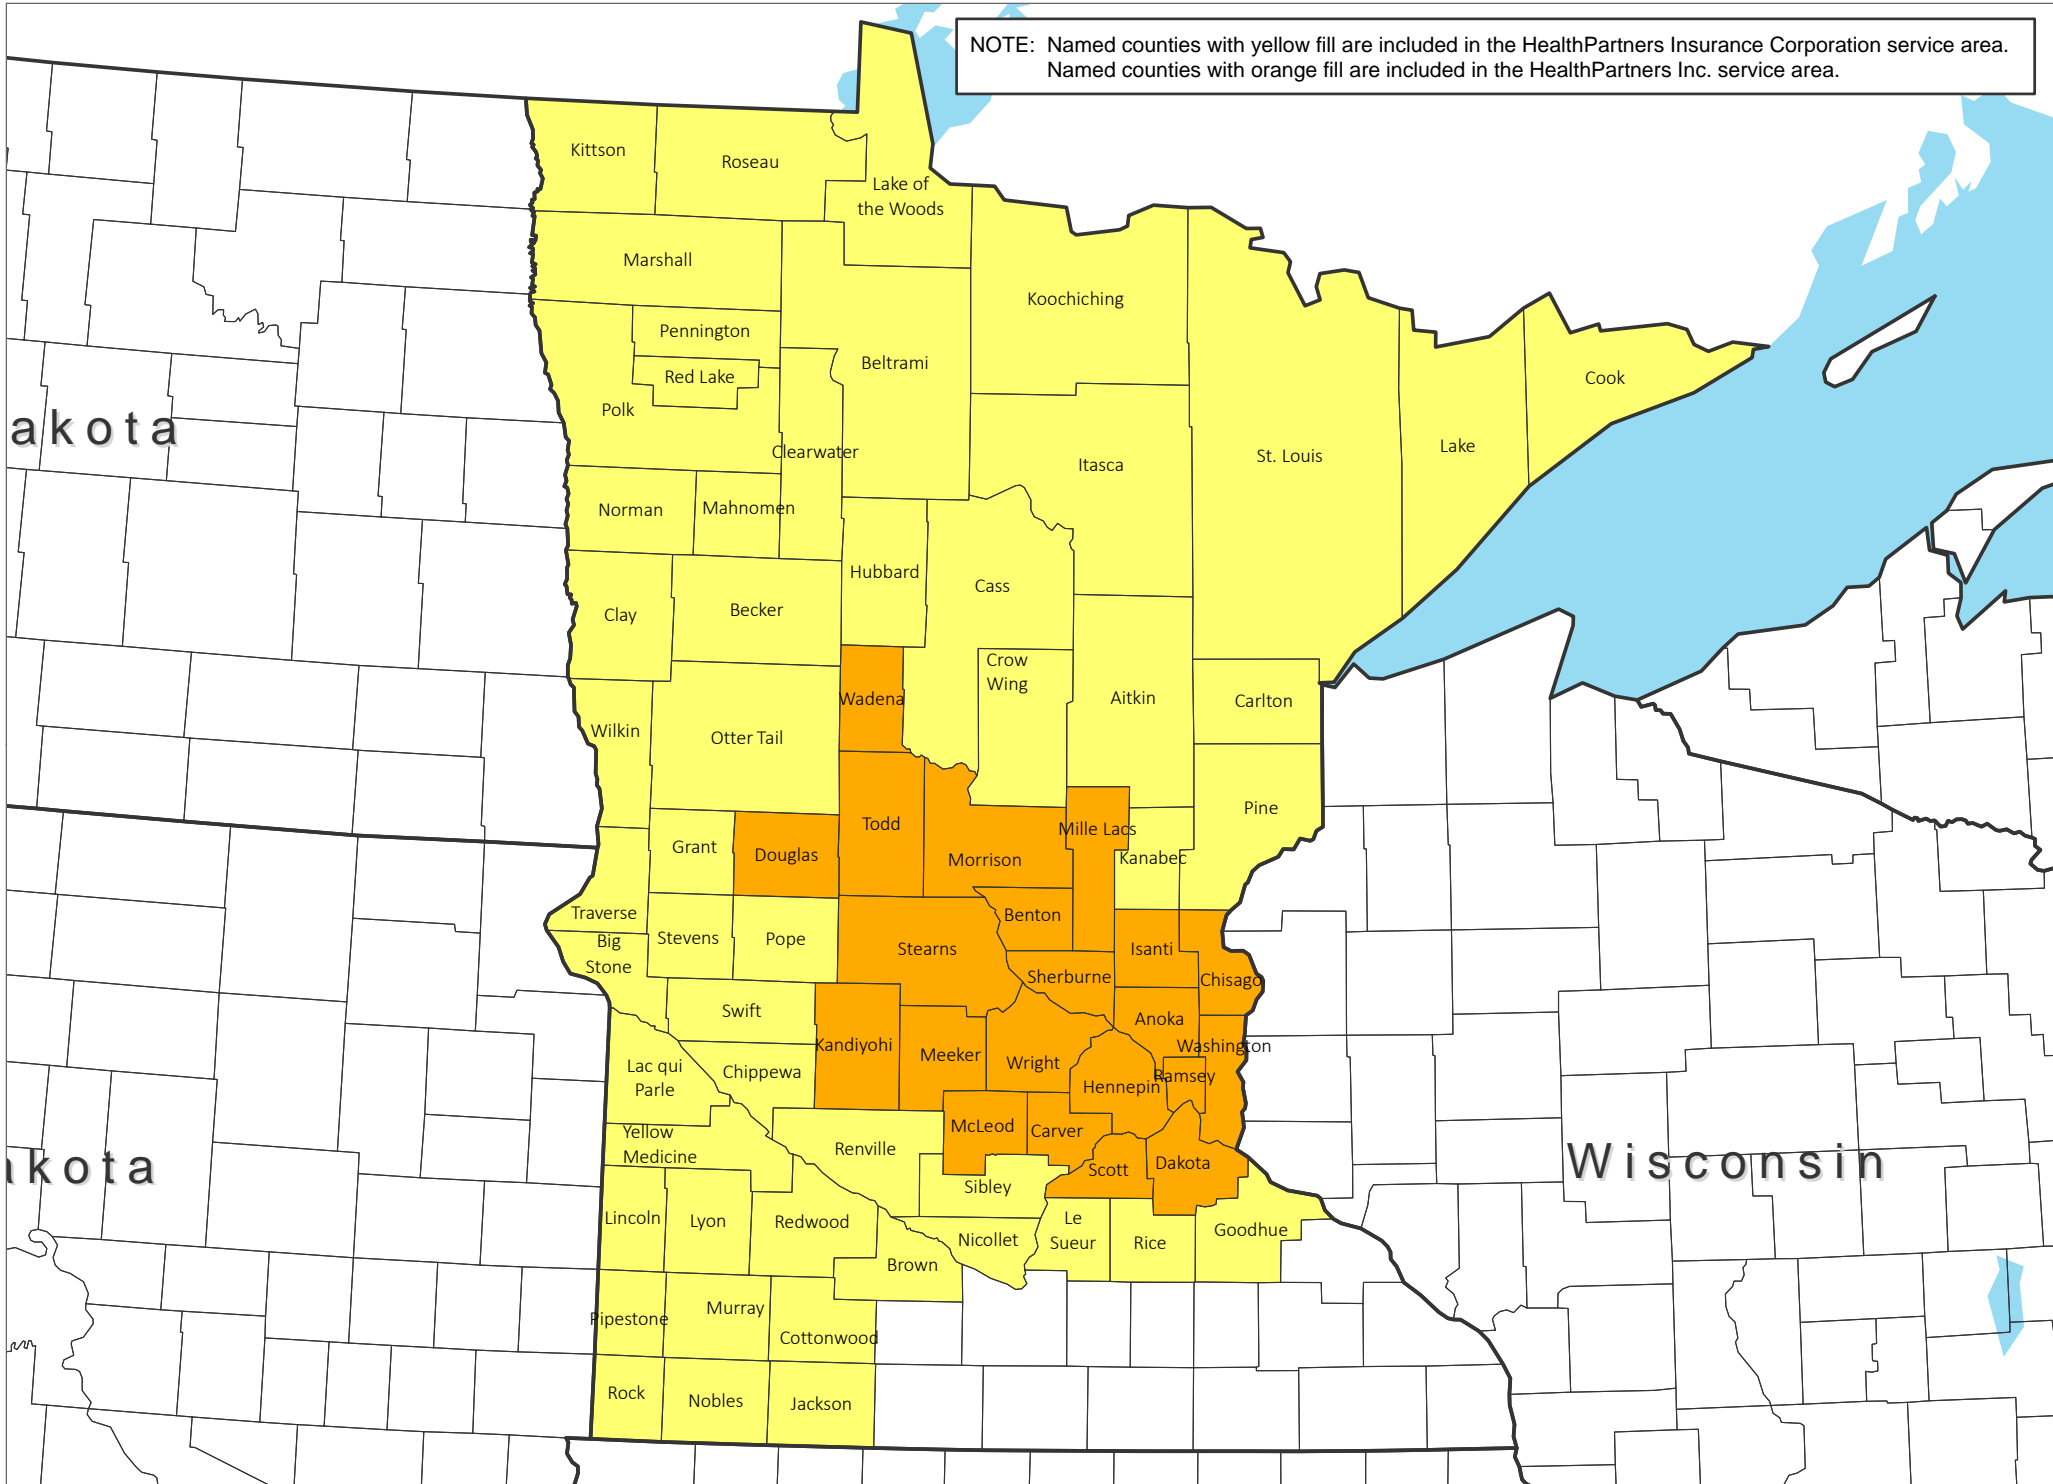 NOTE: Named counties with yellow fill are included in the HealthPartners Insurance Corporation service area.
Named counties with orange fill are included in the HealthPartners Inc. service area.
Kittson
Roseau
Lake of
the Woods
Marshall
Koochiching
Pennington
Beltrami
Red Lake
Cook
Polk
akota
Lake
Clearwater
St. Louis
Itasca
Norman
Mahnomen
Hubbard
Cass
Clay
Becker
Crow
Wing
Wadena
Aitkin
Carlton
Wilkin
Otter Tail
Pine
Todd
Mille Lacs
Grant
Douglas
Morrison
Kanabec
Traverse
Benton
Big
Stone
Stevens
Pope
Stearns
Isanti
Sherburne
Chisago
Swift
Anoka
Kandiyohi
Meeker
Washington
Wright
Lac qui
Parle
Chippewa
Ramsey
Hennepin
McLeod
Carver
Yellow
Medicine
Renville
akota
Scott
Dakota
Wisconsin
Sibley
Lincoln
Lyon
Redwood
Le
Sueur
Nicollet
Rice
Goodhue
Brown
Murray
Pipestone
Cottonwood
Rock
Nobles
Jackson